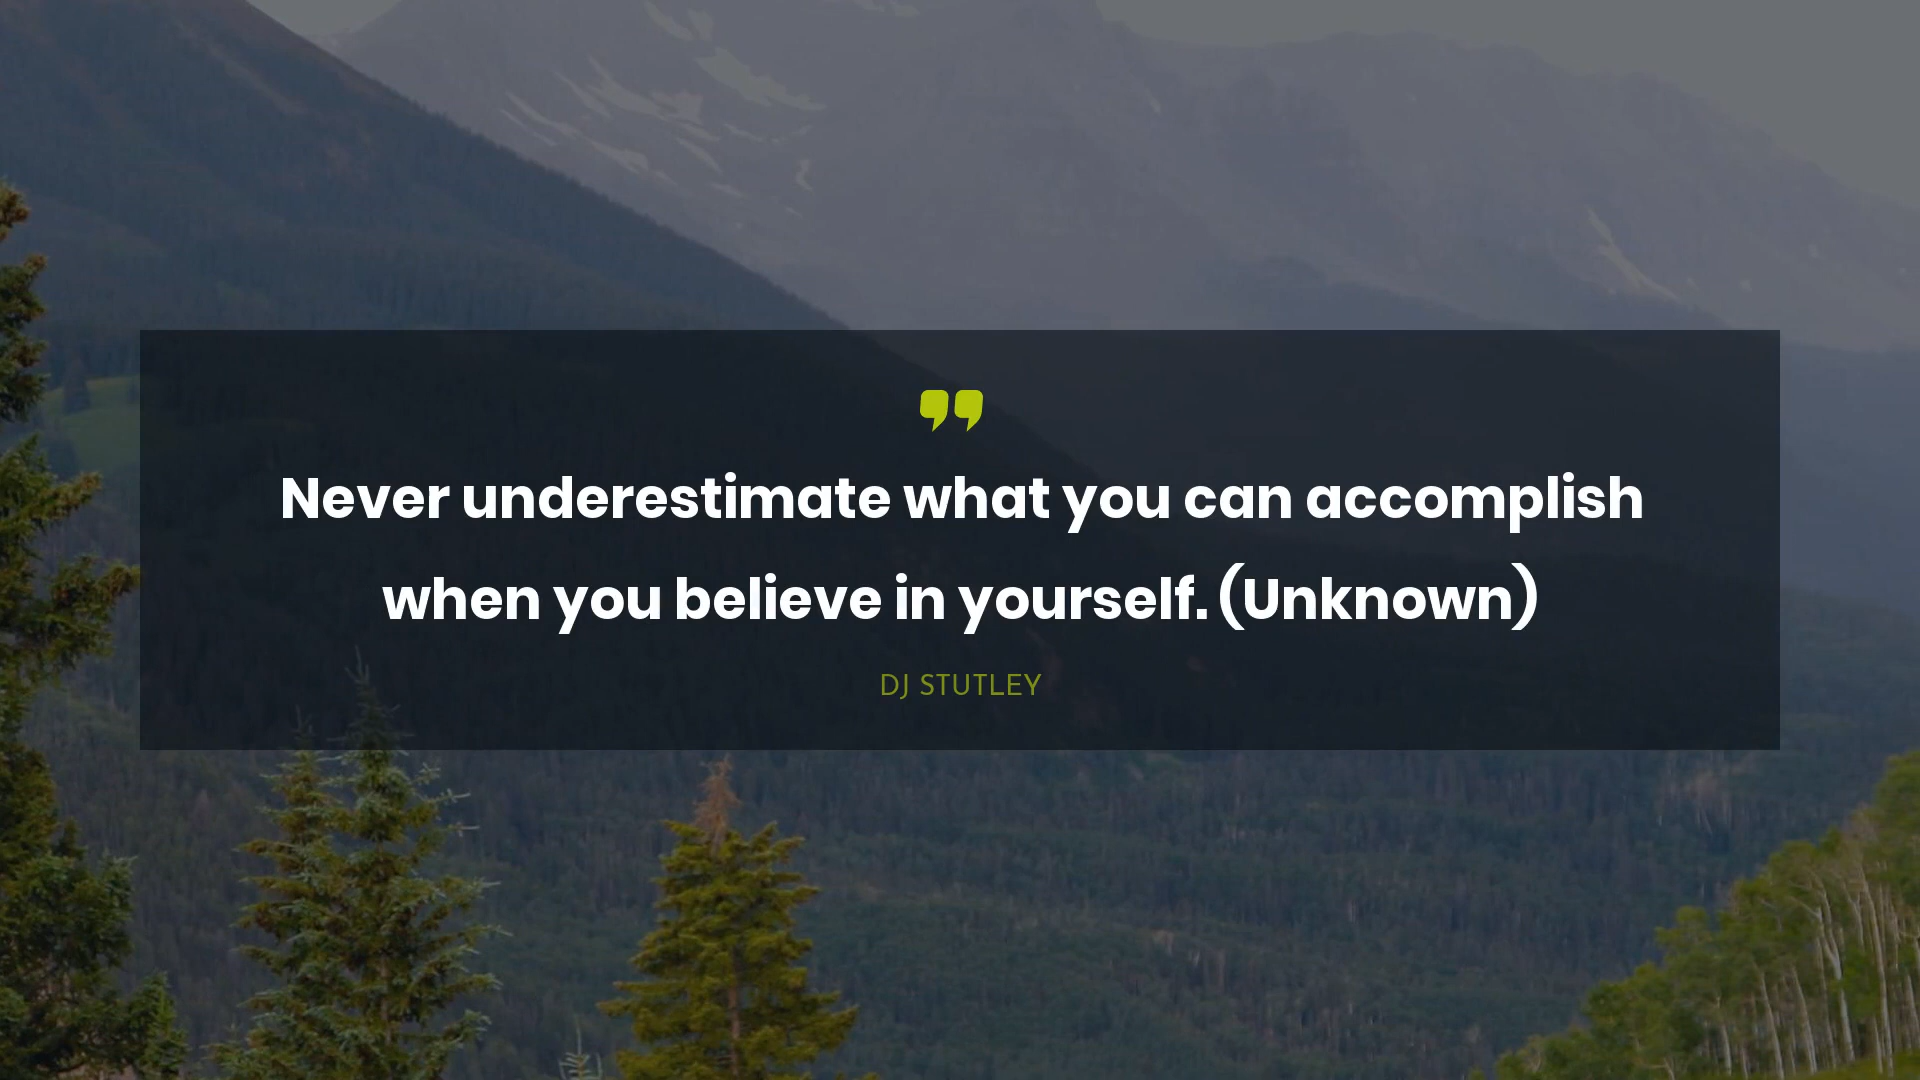 Never underestimate what you can accomplish
when you believe in yourself. (Unknown)
DJ STUTLEY